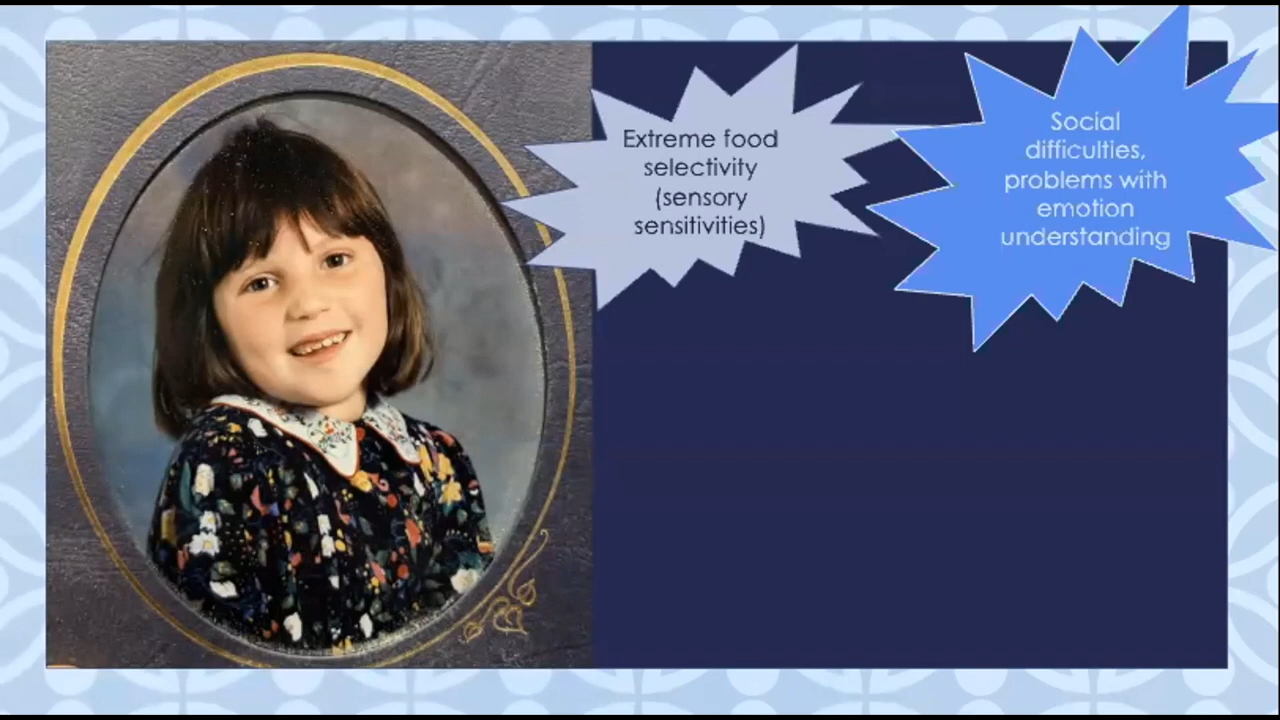 Extreme food
selectivity
(sensory
sensitivities)
Social
difficulties,
problems with
emotion
understanding